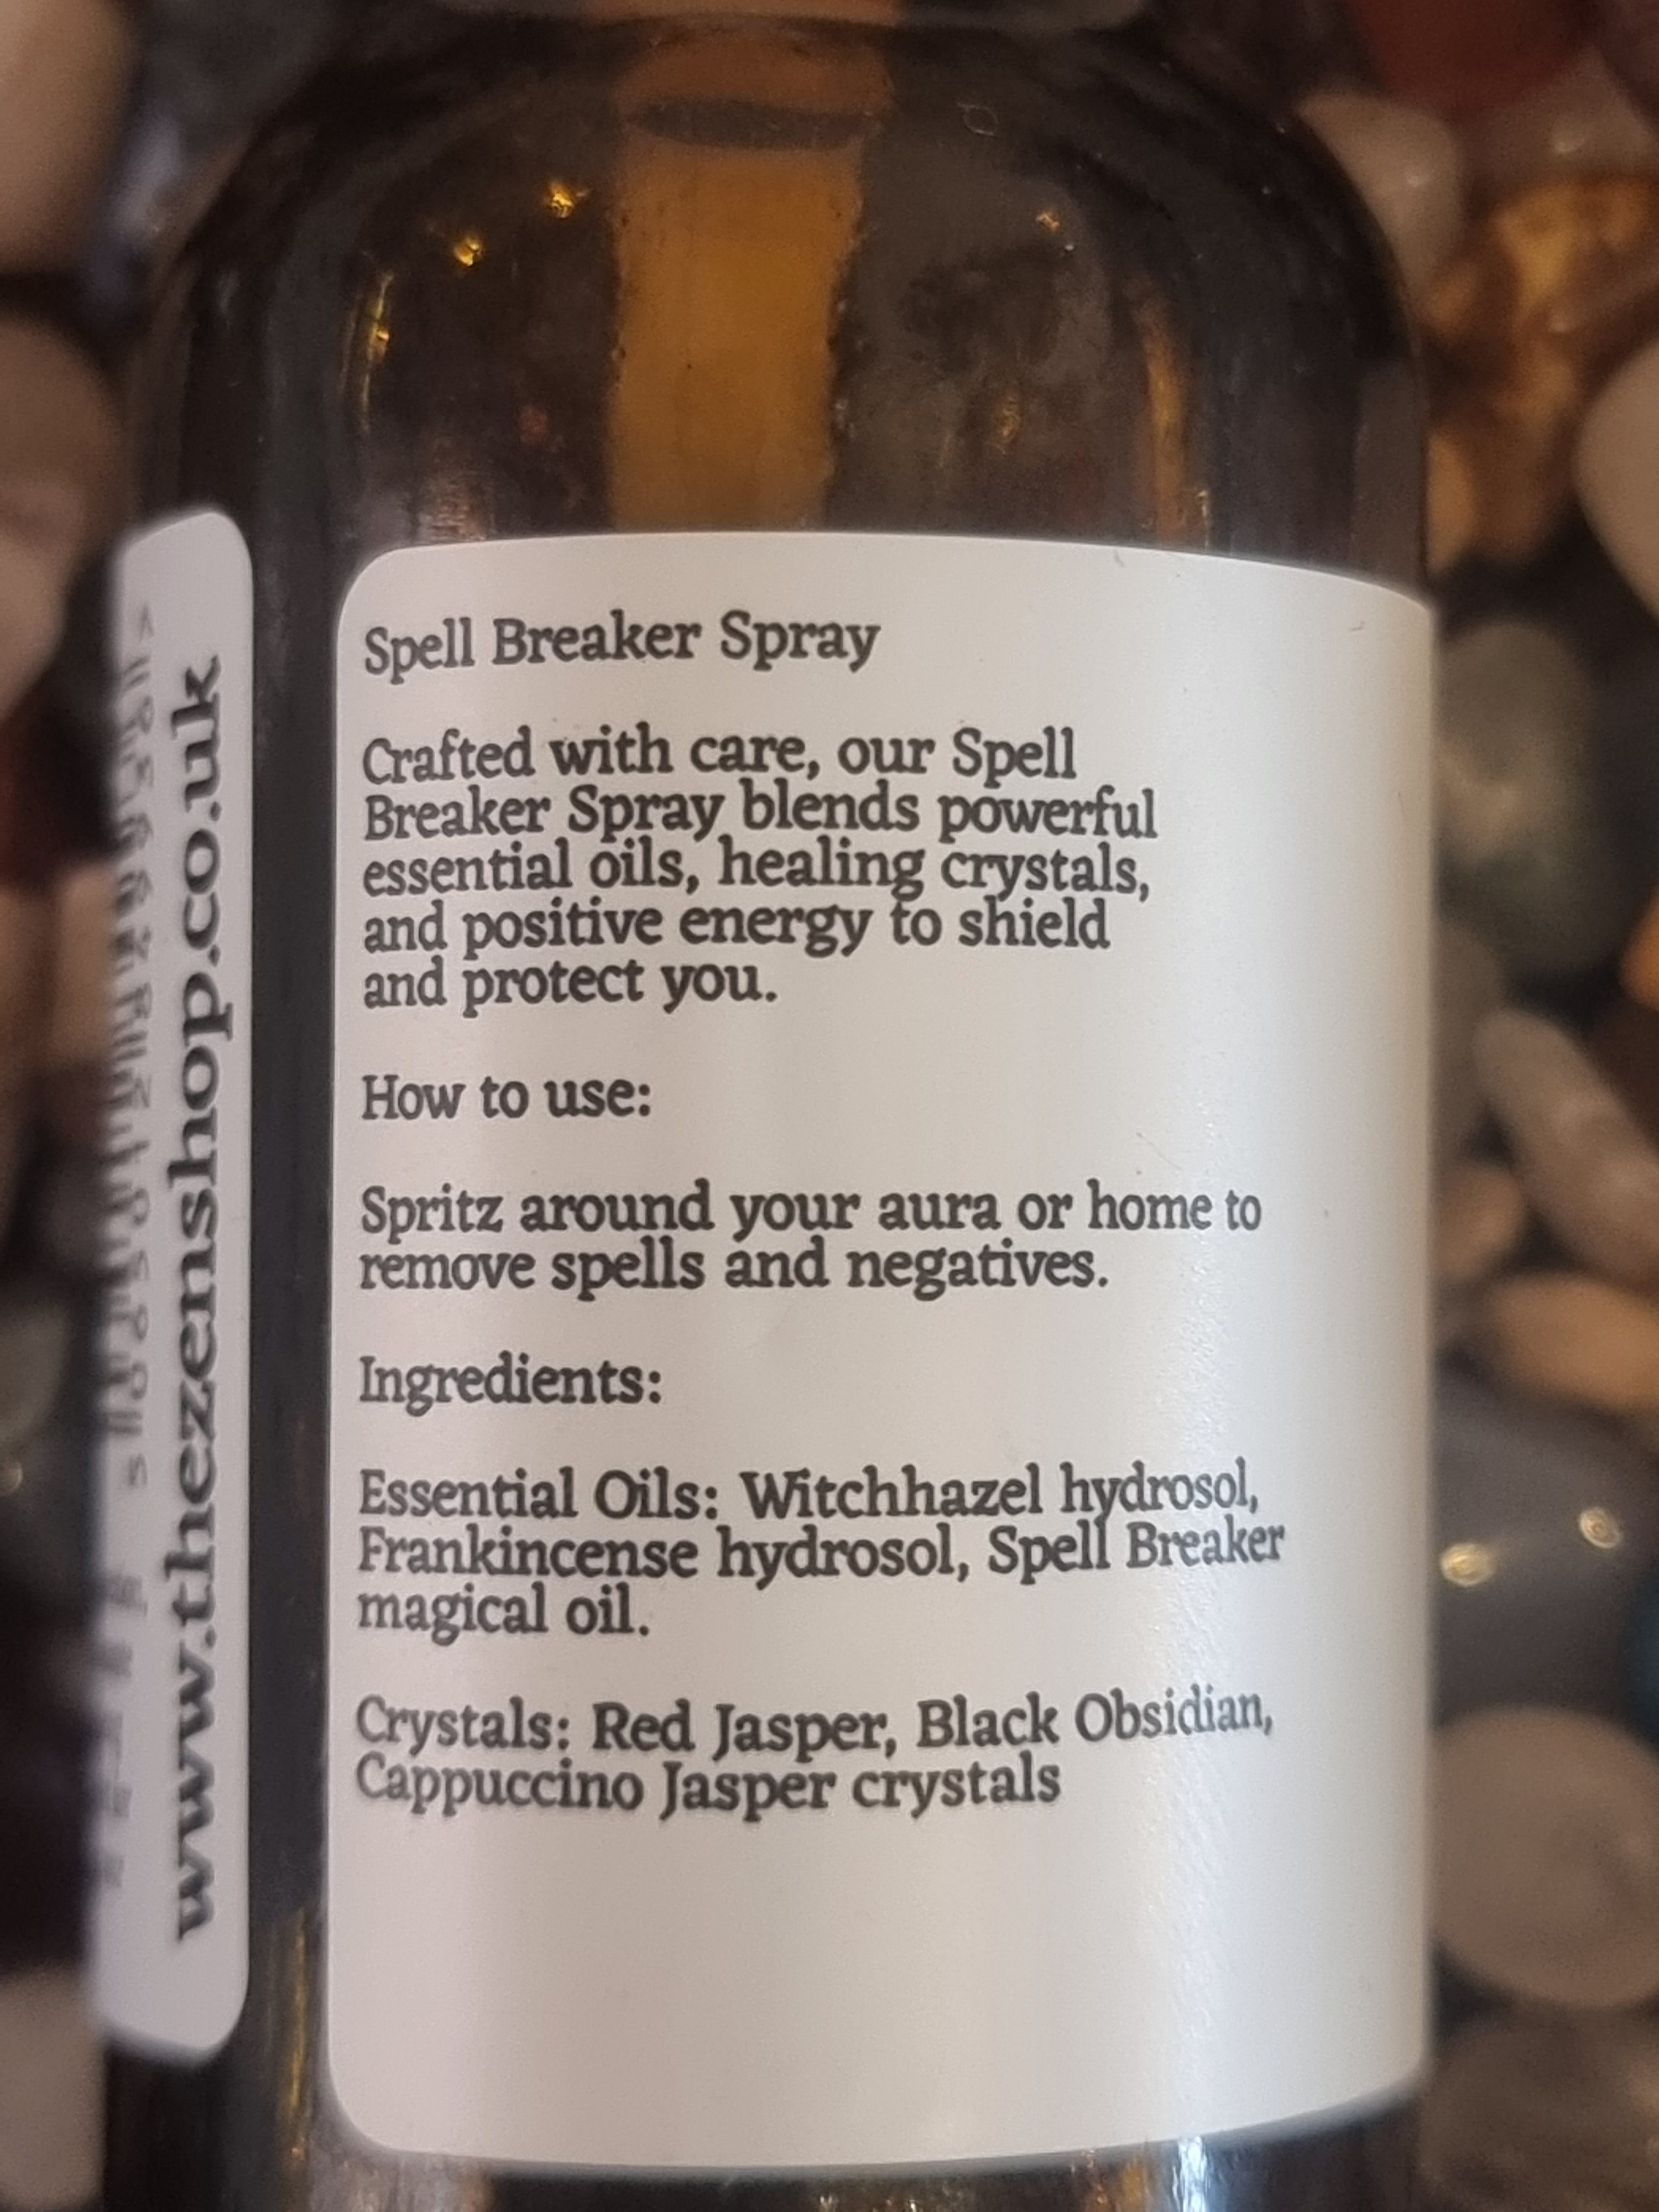 Spell Breaker Spray
Crafted with care, our Spell
Breaker Spray blends powerful
essential oils, healing crystals,
and positive energy to shield
and protect you.
How to use:
Spritz around your aura or home to
remove spells and negatives.
Ingredients:
Essential Oils: Witchhazel hydrosol,
Frankincense hydrosol, Spell Breaker
magical oil.
Crystals: Red Jasper, Black Obsidian,
Cappuccino Jasper crystals
www.thezenshop.co.uk